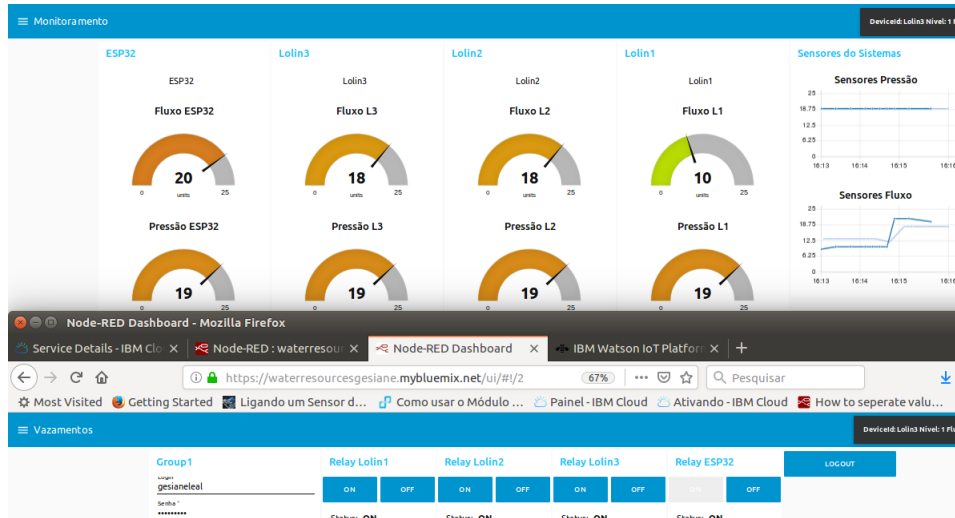 ≡ Monitoramento
DeviceId: Lolin3 Nível: 1
ESP32 Lolin3 Lolin2 Lolin1 Sensores do Sistemas
ESP32 Lolin3 Lolin2 Lolin1
Sensores Pressão
Fluxo ESP32 Fluxo L3 Fluxo L2 Fluxo L1
25
18.75
12.5
6.25
0
16:13 16:14 16:15 16:16
20 18 18 10
units units units units
0 25 0 25 0 25 0 25
Sensores Fluxo
25
18.75
12.5
6.25
0
16:13 16:14 16:15 16:16
Pressão ESP32 Pressão L3 Pressão L2 Pressão L1
19 19 19 19
0 25 0 25 0 25 0 25
Node-RED Dashboard - Mozilla Firefox
Service Details - IBM Clo Node-RED : waterresour Node-RED Dashboard IBM Watson IoT Platform
https://waterresourcesgesiane.mybluemix.net/ui/#!/2 67% Pesquisar
Most Visited Getting Started Ligando um Sensor d... Como usar o Módulo ... Painel - IBM Cloud Ativando - IBM Cloud How to seperate valu...
≡ Vazamentos
DeviceId: Lolin3 Nível: 1 Flu
Group1 Relay Lolin1 Relay Lolin2 Relay Lolin3 Relay ESP32 LOGOUT
Login
gesianeleal
ON OFF ON OFF ON OFF ON OFF
Senha *
•••••••••
Status: ON Status: ON Status: ON Status: ON